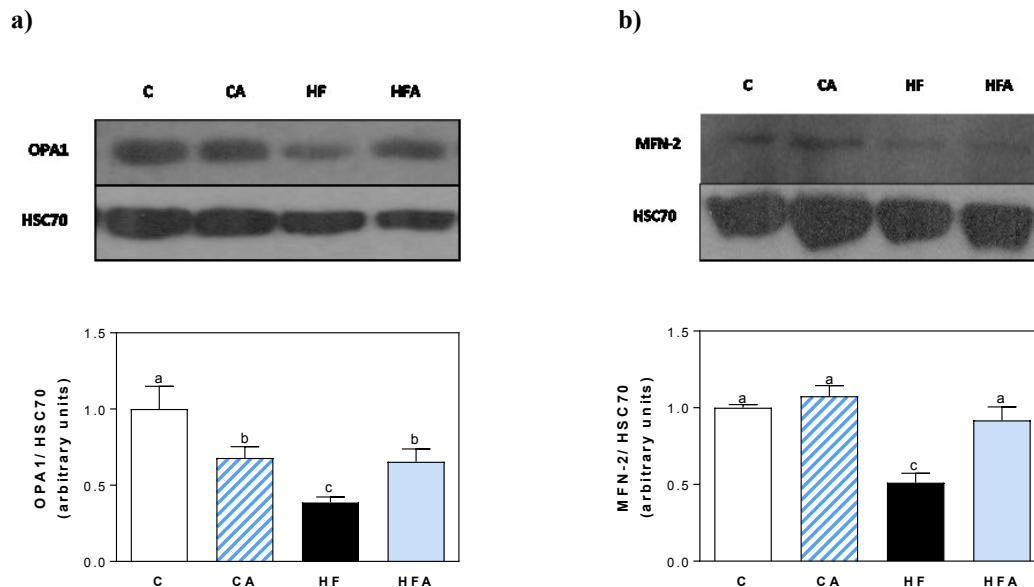 a)
C CA HF HFA
OPA1
HSC70
1.5
1.0
0.5
0.0
OPA1/ HSC70
(arbitrary units)
a
b
c
b
C CA HF HFA
b)
C CA HF HFA
MFN-2
HSC70
1.5
1.0
0.5
0.0
MFN-2/ HSC70
(arbitrary units)
a
a
c
a
C CA HF HFA